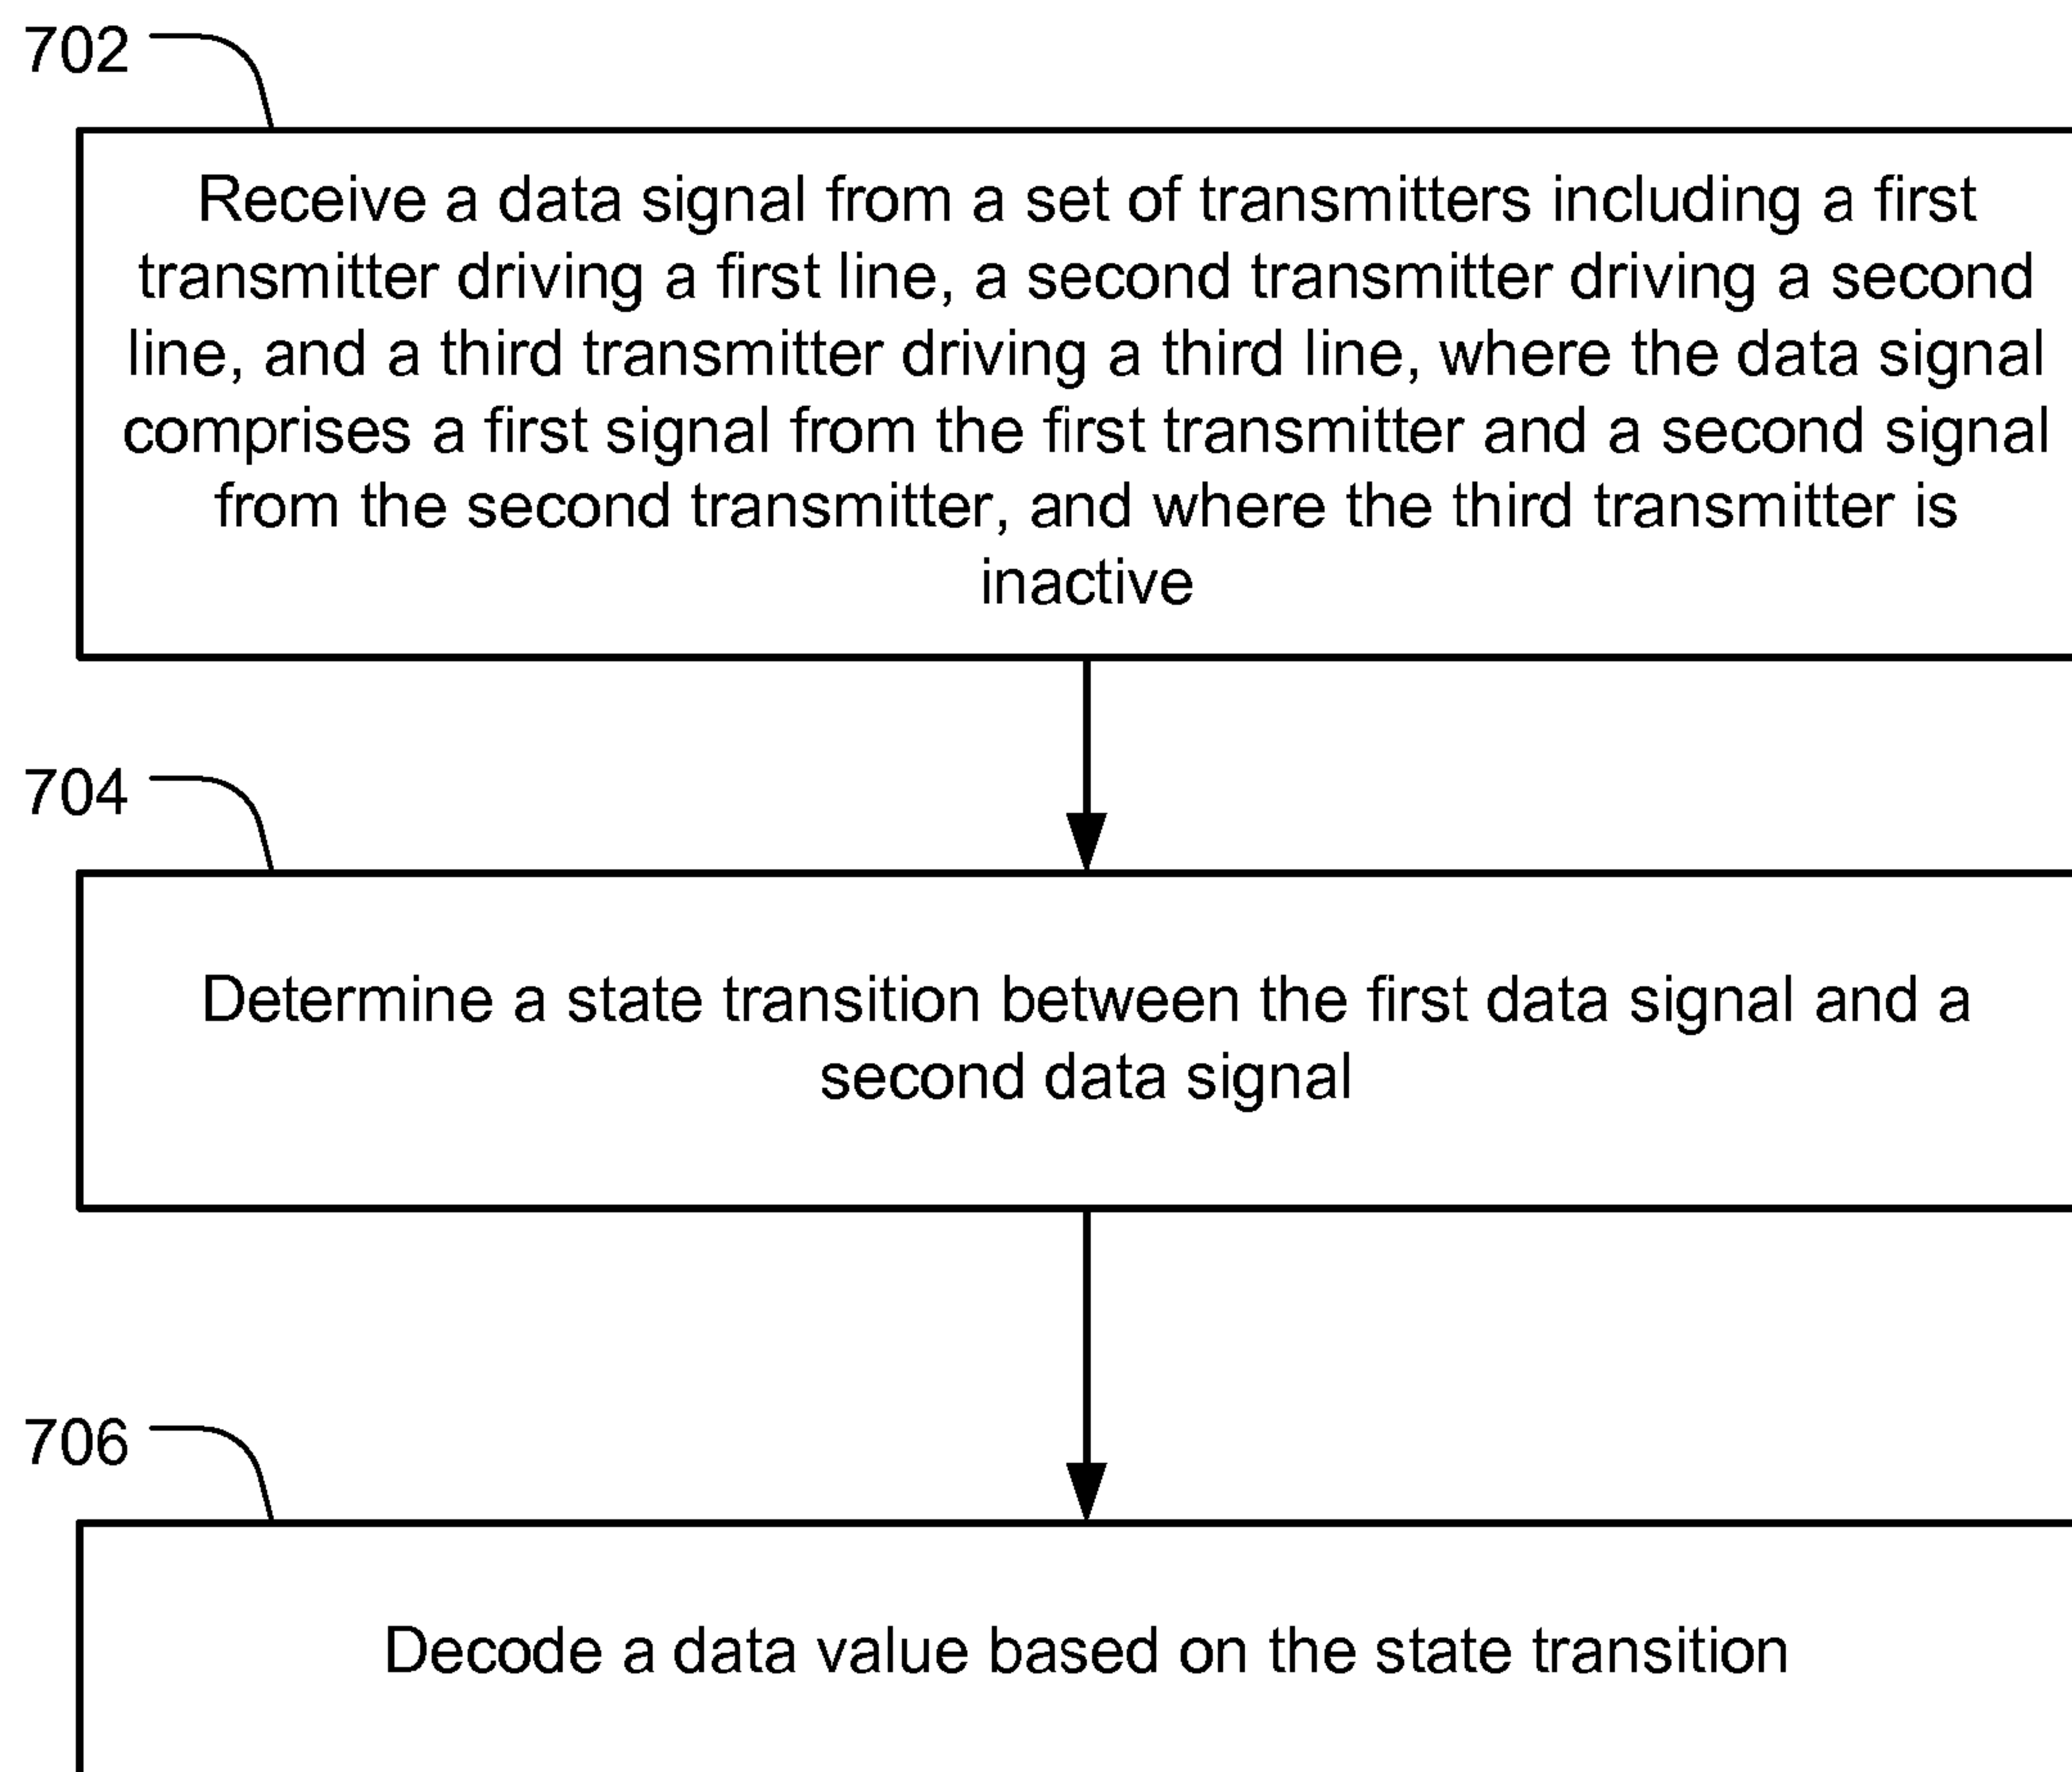 702
Receive a data signal from a set of transmitters including a first
transmitter driving a first line, a second transmitter driving a second
line, and a third transmitter driving a third line, where the data signal
comprises a first signal from the first transmitter and a second signal
from the second transmitter, and where the third transmitter is
inactive
704
Determine a state transition between the first data signal and a
second data signal
706
Decode a data value based on the state transition